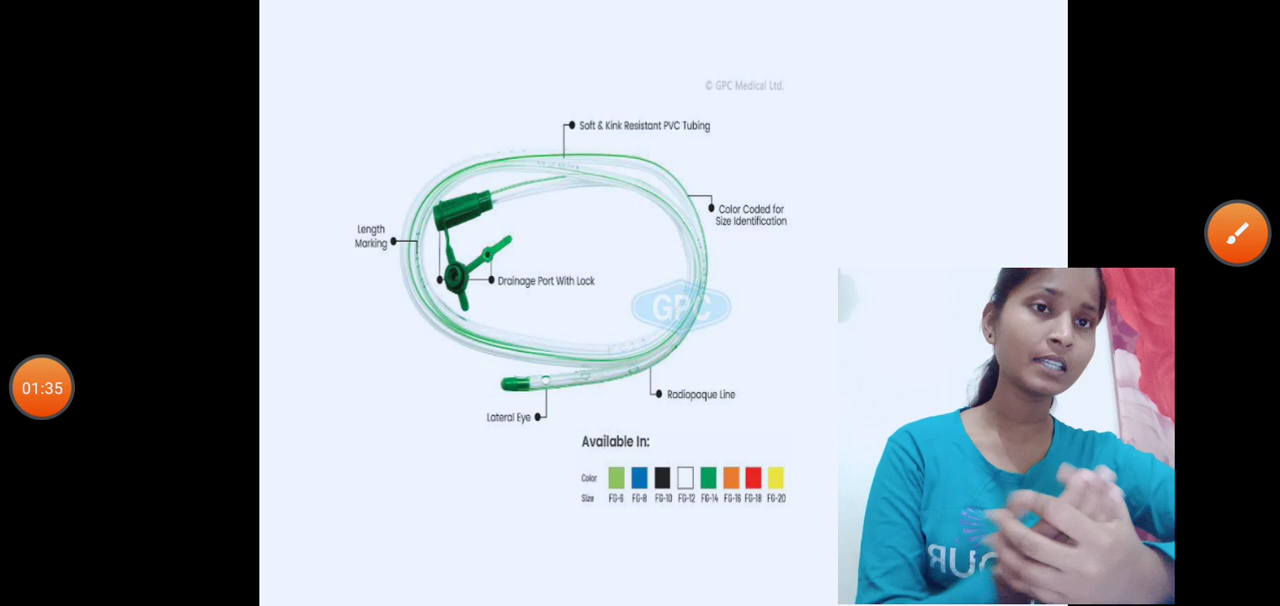 © GPC Medical Ltd.
Soft & Kink Resistant PVC Tubing
Color Coded for
Size Identification
Length
Marking
Drainage Port With Lock
GPC
01:35
Radiopaque Line
Lateral Eye
Available In:
Color
Size FG-6 FG-8 FG-10 FG-12 FG-14 FG-16 FG-18 FG-20